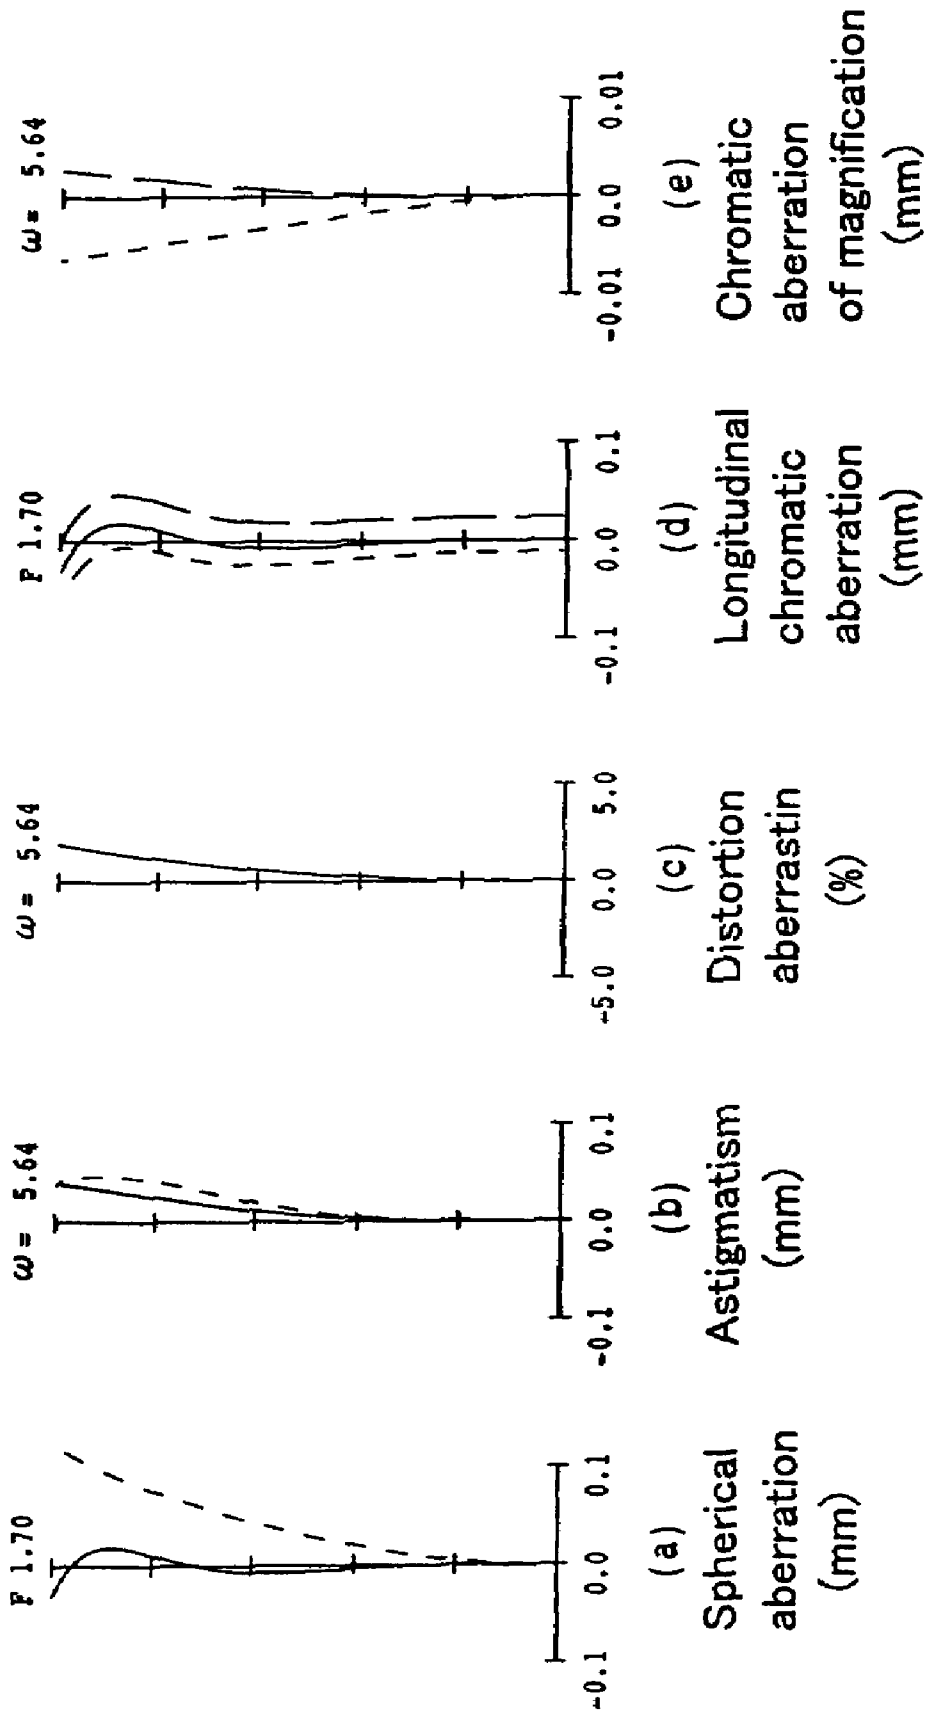 F 1.70
-0.1 0.0 0.1
(a)
Spherical
aberration
(mm)
ω= 5.64
-0.1 0.0 0.1
(b)
Astigmatism
(mm)
ω= 5.64
-5.0 0.0 5.0
(c)
Distortion
aberrastin
(%)
F 1.70
-0.1 0.0 0.1
(d)
Longitudinal
chromatic
aberration
(mm)
ω= 5.64
-0.01 0.0 0.01
(e)
Chromatic
aberration
of magnification
(mm)